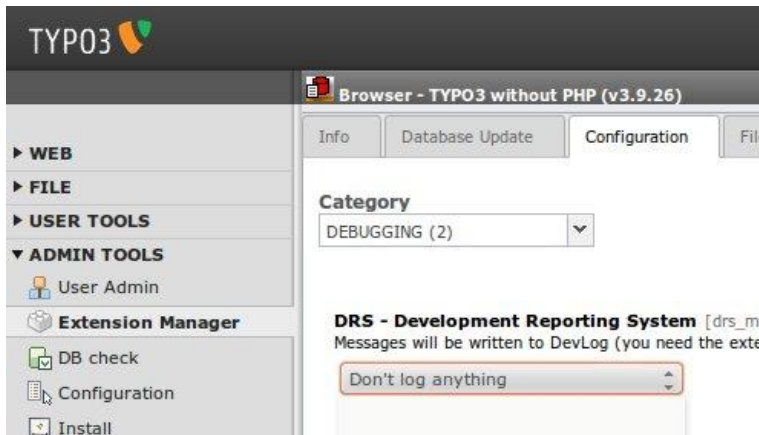 TYPO3
Browser - TYPO3 without PHP (v3.9.26)
Info
Database Update
Configuration
WEB
FILE
USER TOOLS
ADMIN TOOLS
User Admin
Extension Manager
DB check
Configuration
Install
Category
DEBUGGING (2)
DRS - Development Reporting System [drs_m
Messages will be written to DevLog (you need the exte
Don't log anything